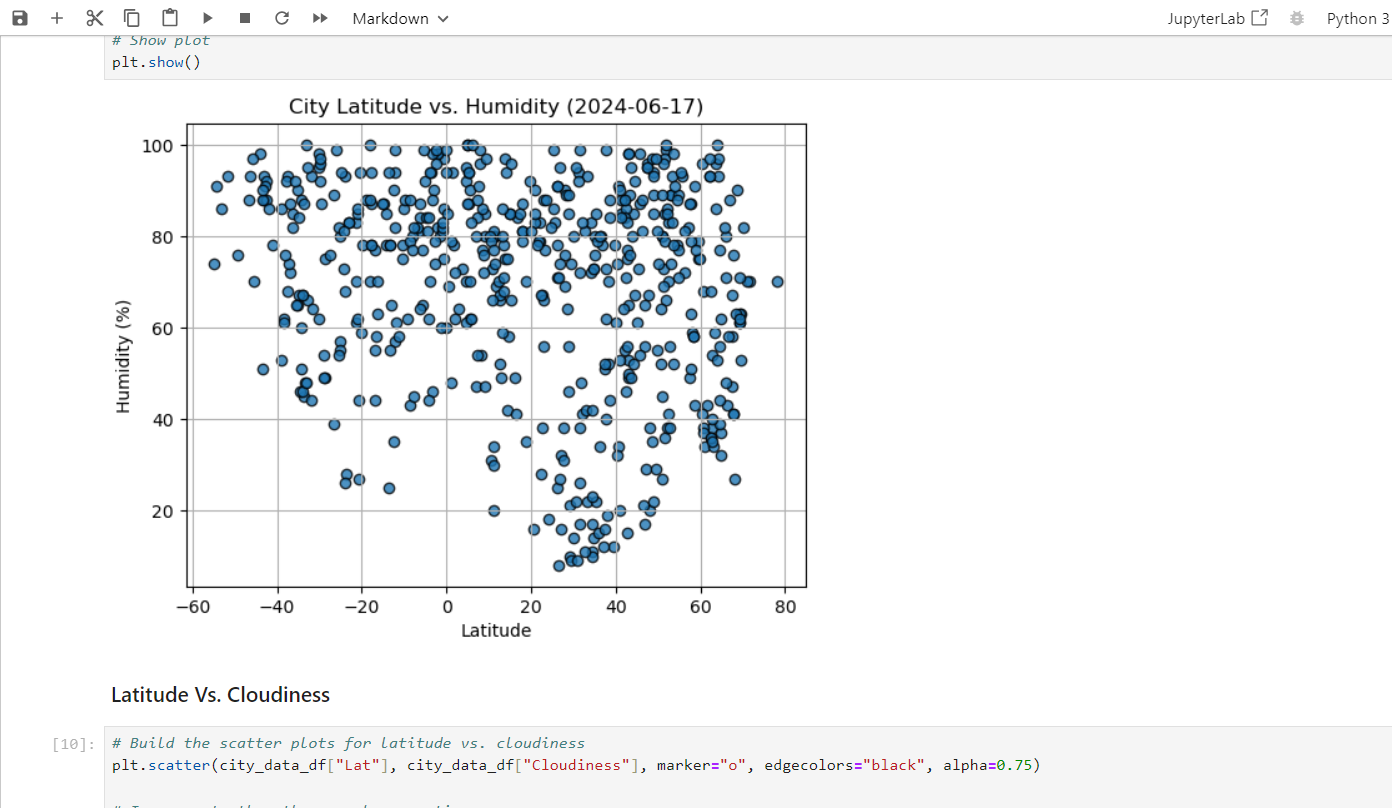 Markdown JupyterLab Python 3
# Show plot
plt.show()
City Latitude vs. Humidity (2024-06-17)
100
80
60
40
20
Humidity (%)
−60 −40 −20 0 20 40 60 80
Latitude
Latitude Vs. Cloudiness
[10]: # Build the scatter plots for latitude vs. cloudiness
plt.scatter(city_data_df["Lat"], city_data_df["Cloudiness"], marker="o", edgecolors="black", alpha=0.75)